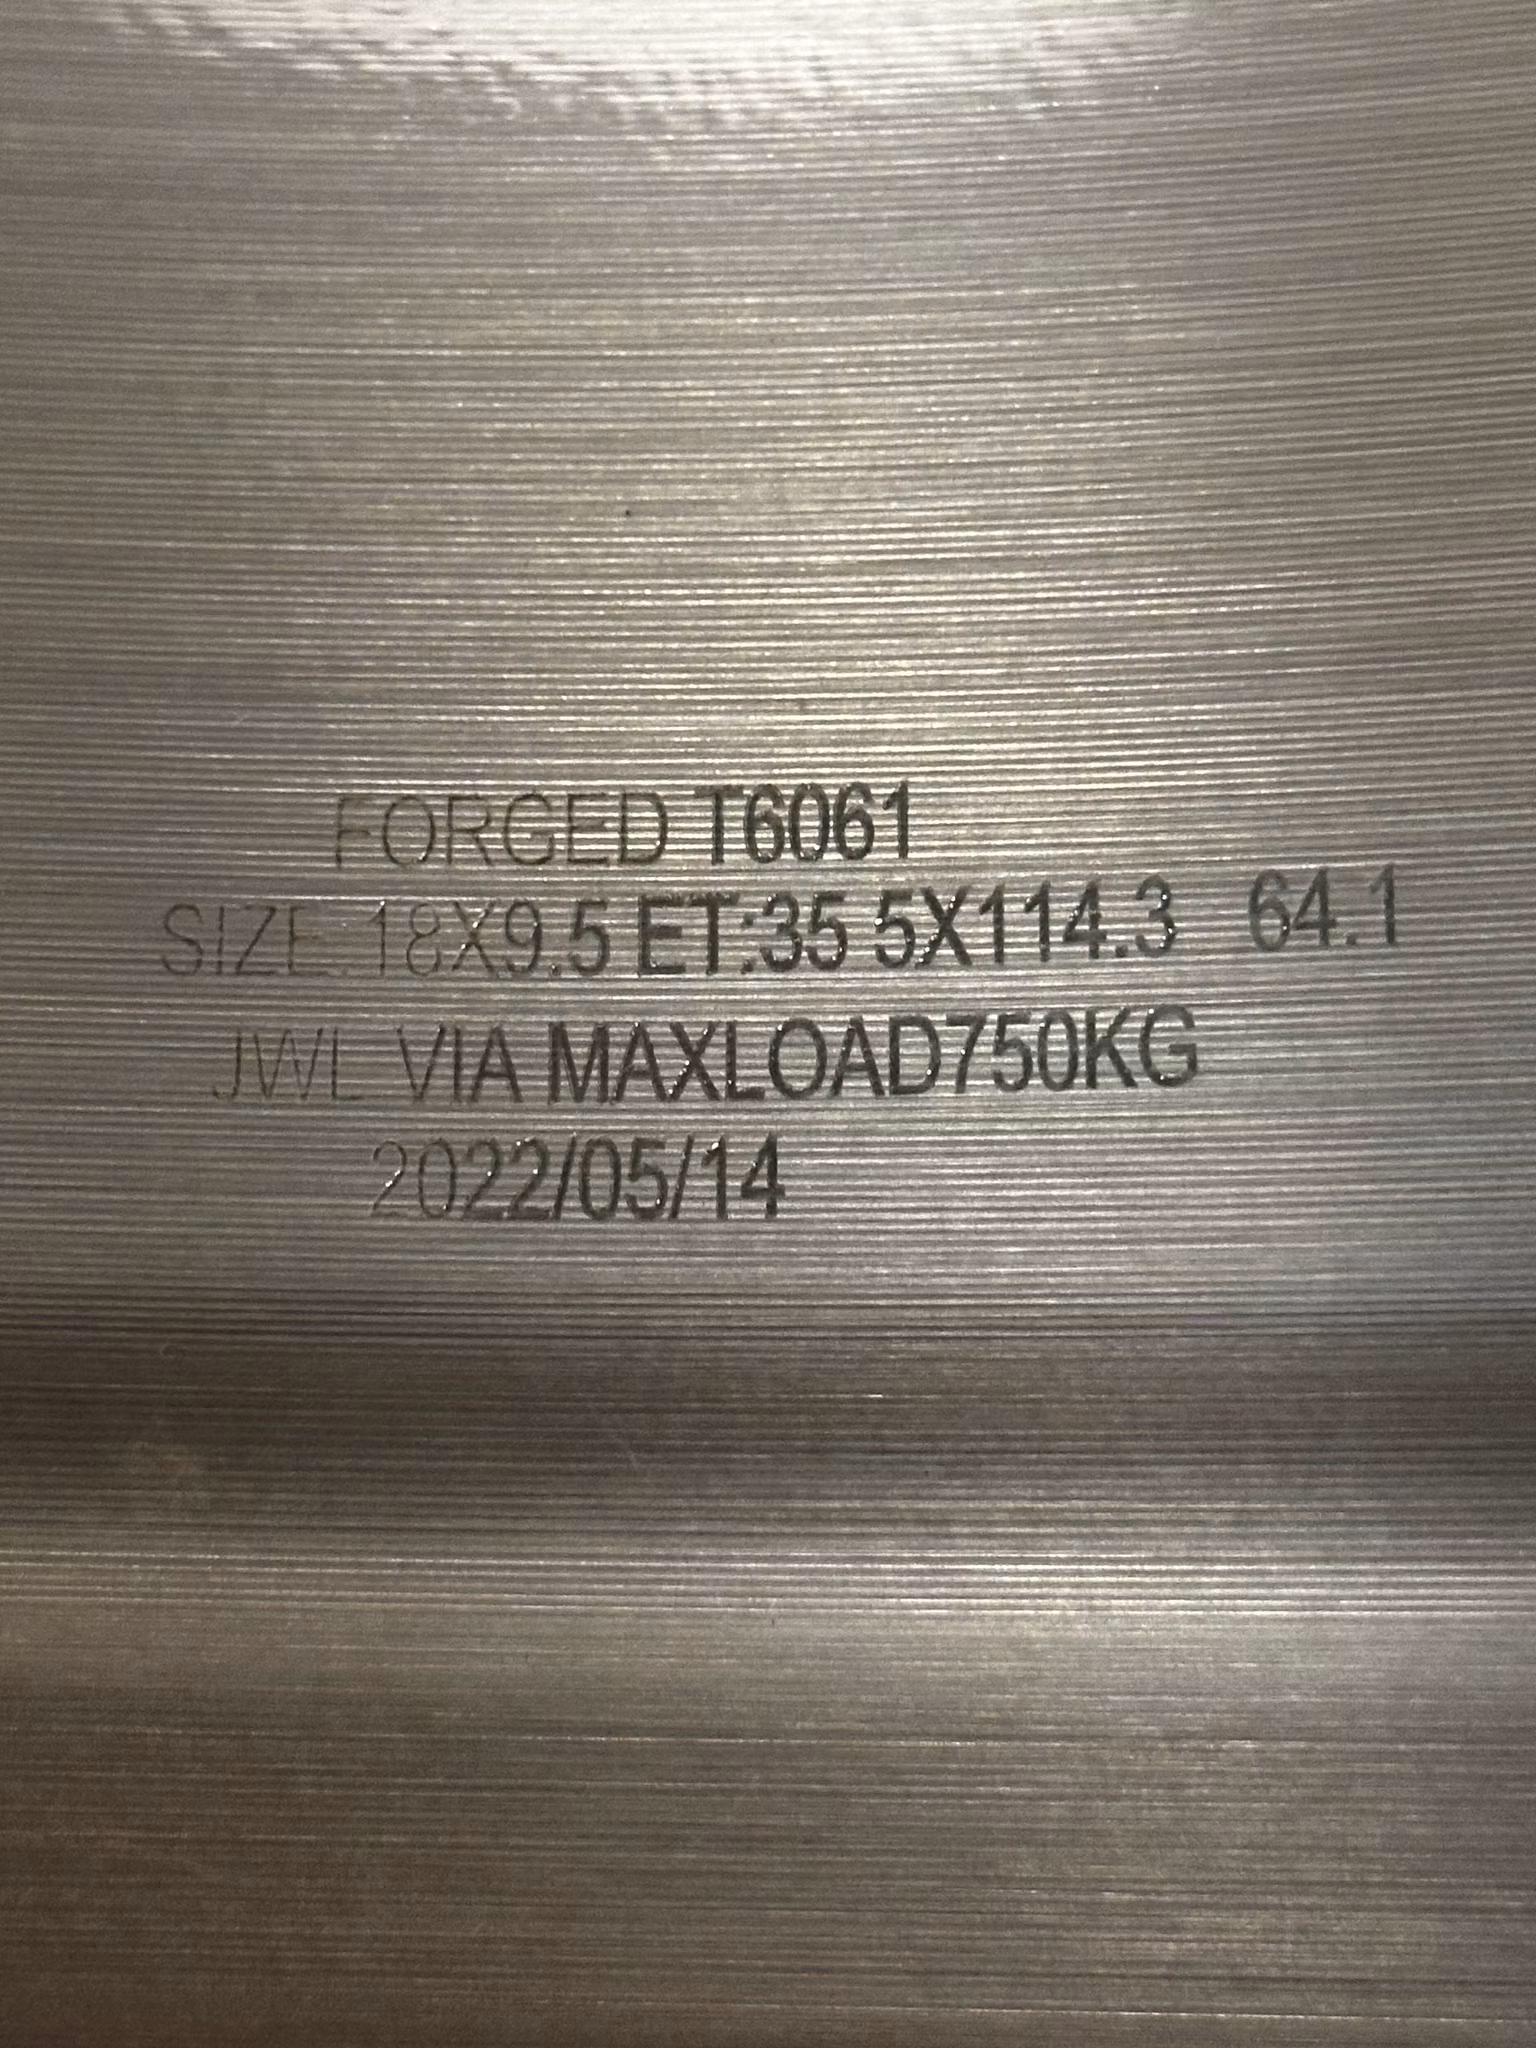 FORGED T6061
SIZE:18X9.5 ET:35 5X114.3 64.1
JWL VIA MAXLOAD750KG
2022/05/14